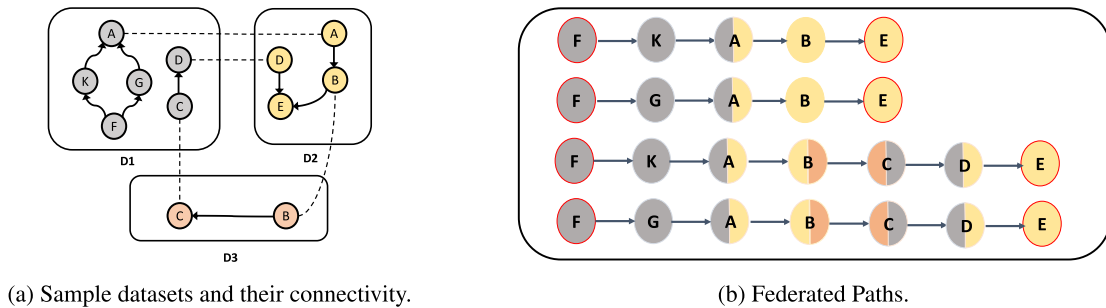 A
K
G
F
D
C
D1
A
D
B
E
D2
C
B
D3
F K A B E
F G A B E
F K A B C D E
F G A B C D E
(a) Sample datasets and their connectivity.
(b) Federated Paths.